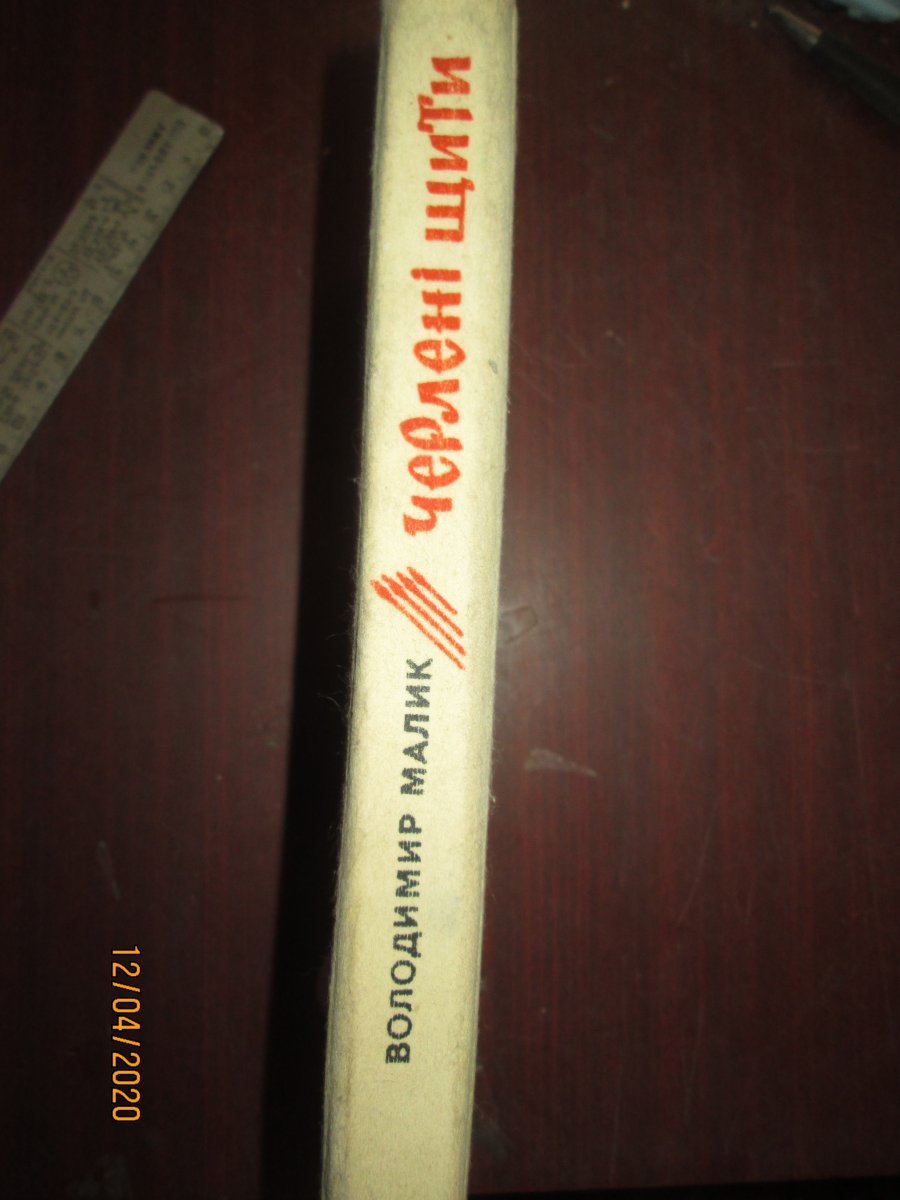 ВОЛОДИМИР МАЛИК
червлені щити
12/04/2020